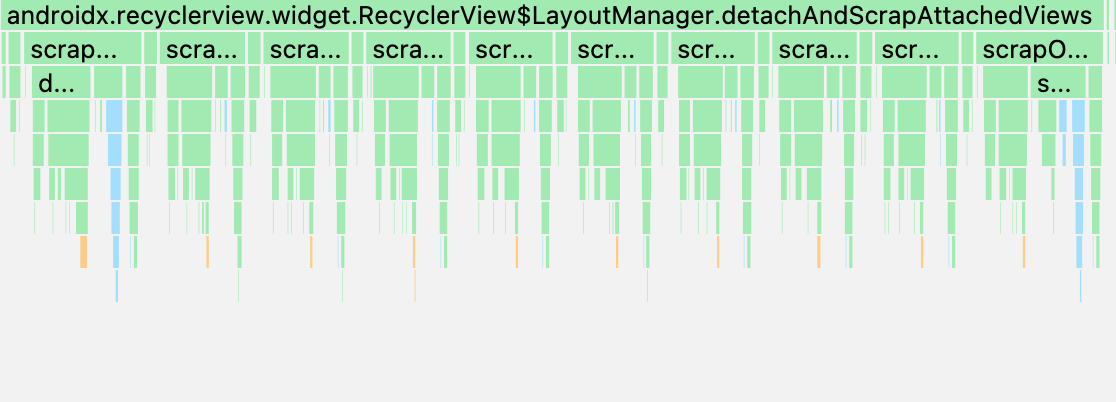 androidx.recyclerview.widget.RecyclerView$LayoutManager.detachAndScrapAttachedViews
scrap... scra... scra... scra... scr... scr... scr... scra... scr... scrapO...
d... s...